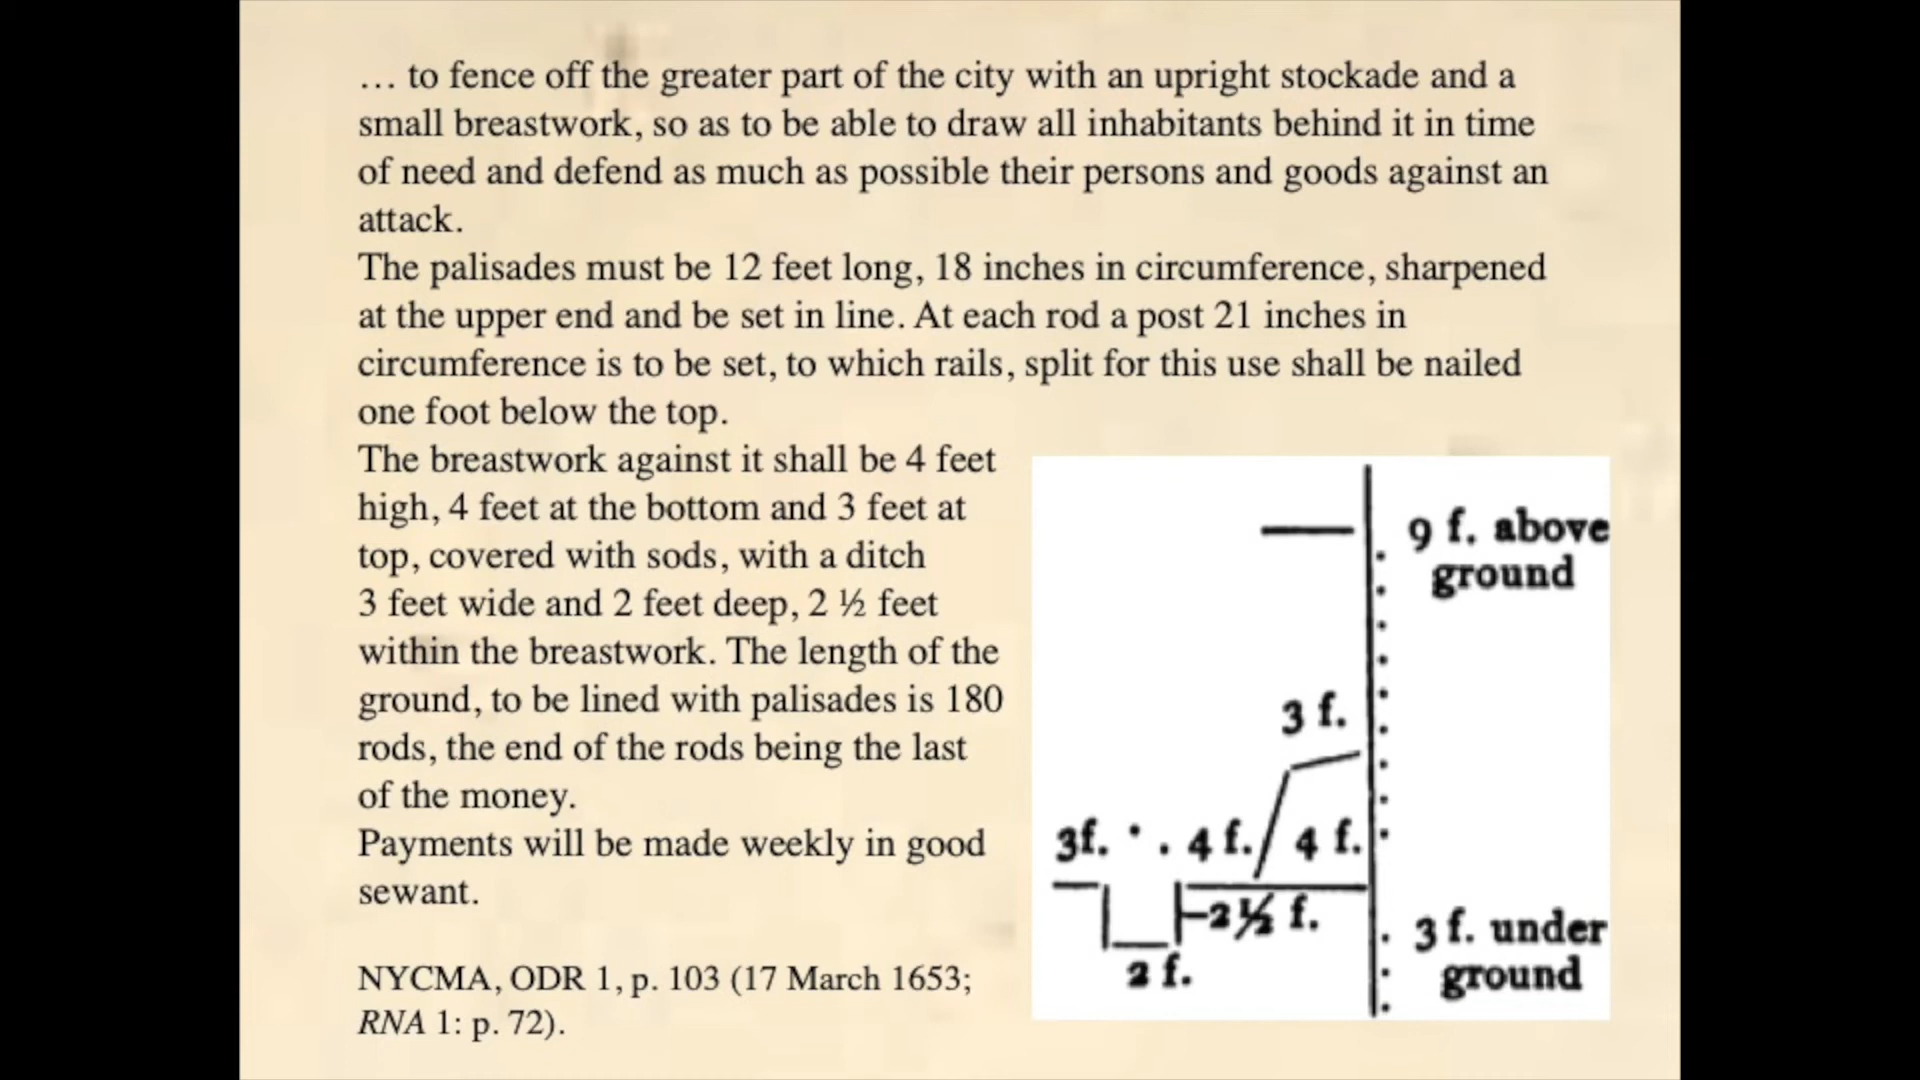 … to fence off the greater part of the city with an upright stockade and a
small breastwork, so as to be able to draw all inhabitants behind it in time
of need and defend as much as possible their persons and goods against an
attack.
The palisades must be 12 feet long, 18 inches in circumference, sharpened
at the upper end and be set in line. At each rod a post 21 inches in
circumference is to be set, to which rails, split for this use shall be nailed
one foot below the top.
The breastwork against it shall be 4 feet
high, 4 feet at the bottom and 3 feet at
top, covered with sods, with a ditch
3 feet wide and 2 feet deep, 2 ½ feet
within the breastwork. The length of the
ground, to be lined with palisades is 180
rods, the end of the rods being the last
of the money.
Payments will be made weekly in good
sewant.
NYCMA, ODR 1, p. 103 (17 March 1653;
RNA 1: p. 72).
9 f. above
ground
3 f.
3f. 4 f. 4 f.
2½ f.
2 f.
3 f. under
ground